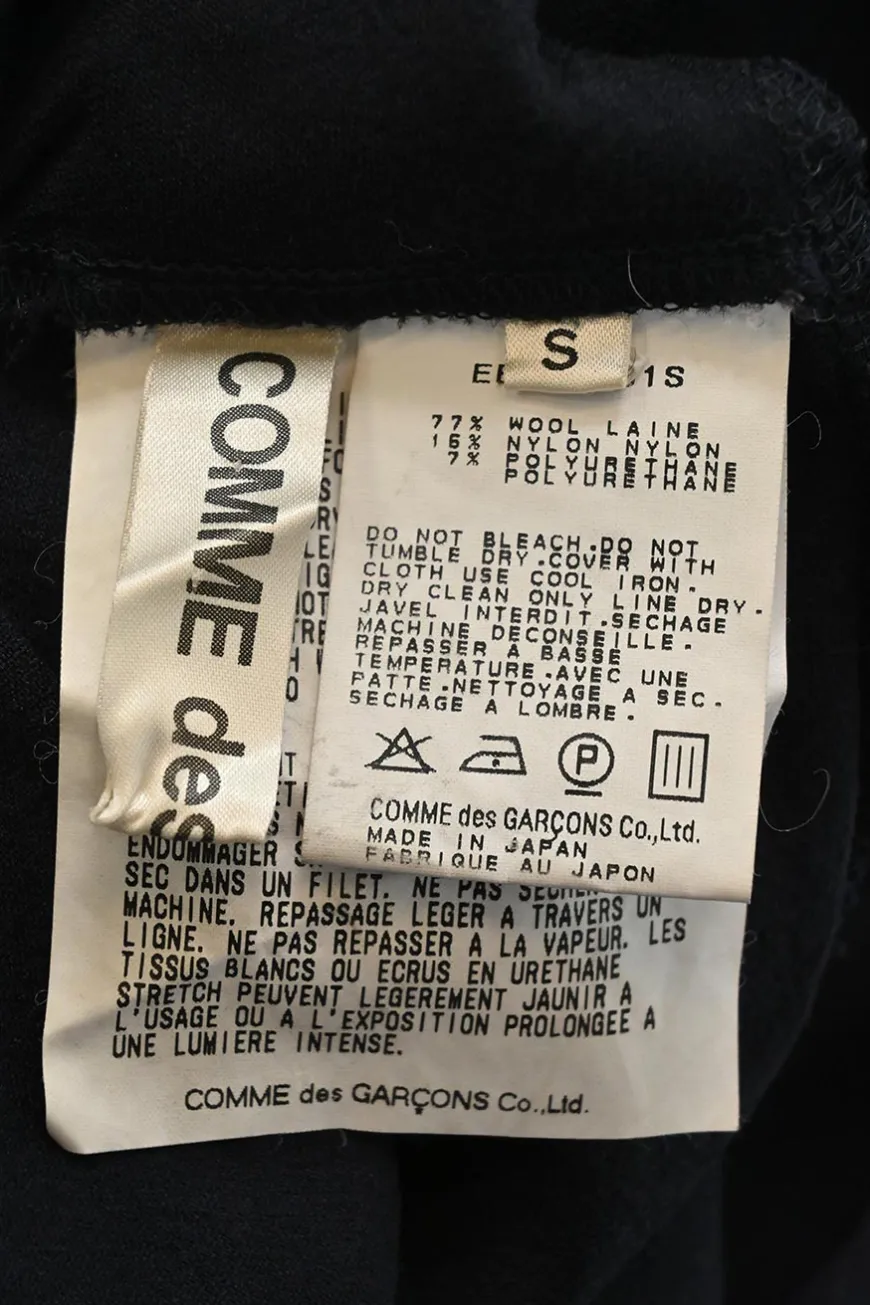 COMME des
S
1S
77% WOOL LAINE
16% NYLON NYLON
7% POLYURETHANE
POLYURETHANE
DO NOT BLEACH.DO NOT
TUMBLE DRY.COVER WITH
CLOTH USE COOL IRON.
DRY CLEAN ONLY LINE DRY.
JAVEL INTERDIT.SECHAGE
MACHINE DECONSEILLE.
REPASSER A BASSE
TEMPERATURE.AVEC UNE
PATTE.NETTOYAGE A SEC.
SECHAGE A LOMBRE.
P
COMME des GARÇONS Co.,Ltd.
MADE IN JAPAN
FABRIQUE AU JAPON
ENDOMMAGER
SEC DANS UN FILET. NE PAS SECHER
MACHINE. REPASSAGE LEGER A TRAVERS UN
LIGNE. NE PAS REPASSER A LA VAPEUR. LES
TISSUS BLANCS OU ECRUS EN URETHANE
STRETCH PEUVENT LEGEREMENT JAUNIR A
L'USAGE OU A L'EXPOSITION PROLONGEE A
UNE LUMIERE INTENSE.
COMME des GARÇONS Co.,Ltd.